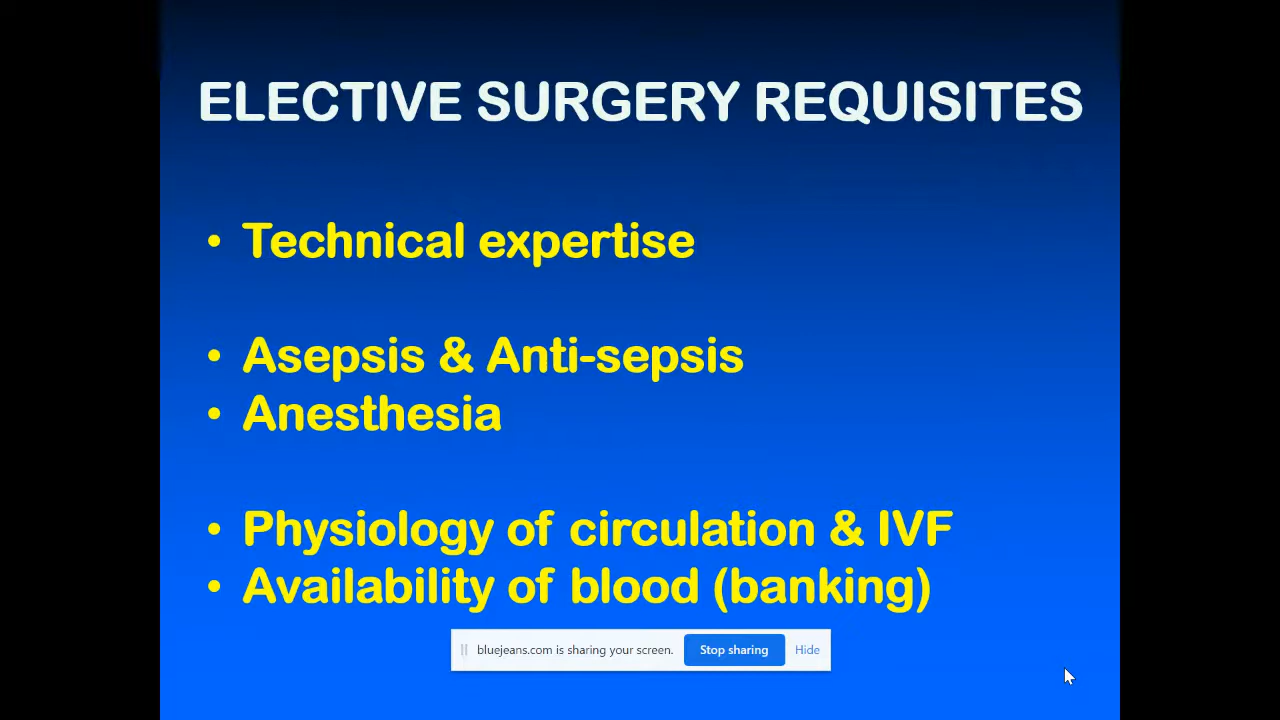 ELECTIVE SURGERY REQUISITES
• Technical expertise
• Asepsis & Anti-sepsis
• Anesthesia
• Physiology of circulation & IVF
• Availability of blood (banking)
bluejeans.com is sharing your screen. Stop sharing Hide